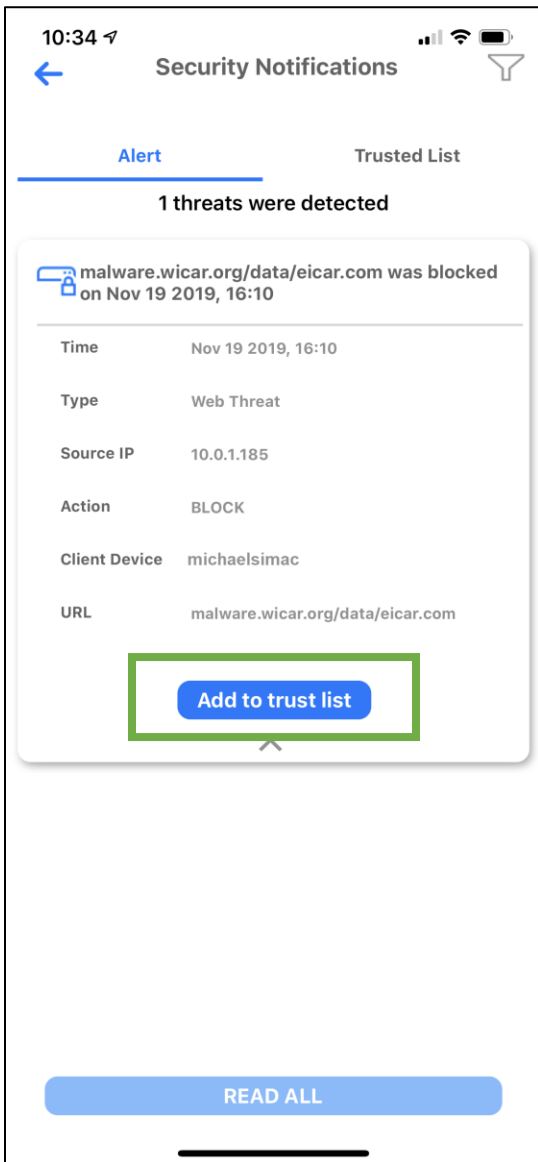 10:34
Security Notifications
Alert
Trusted List
1 threats were detected
malware.wicar.org/data/eicar.com was blocked
on Nov 19 2019, 16:10
Time Nov 19 2019, 16:10
Type Web Threat
Source IP 10.0.1.185
Action BLOCK
Client Device michaelsimac
URL malware.wicar.org/data/eicar.com
Add to trust list
READ ALL